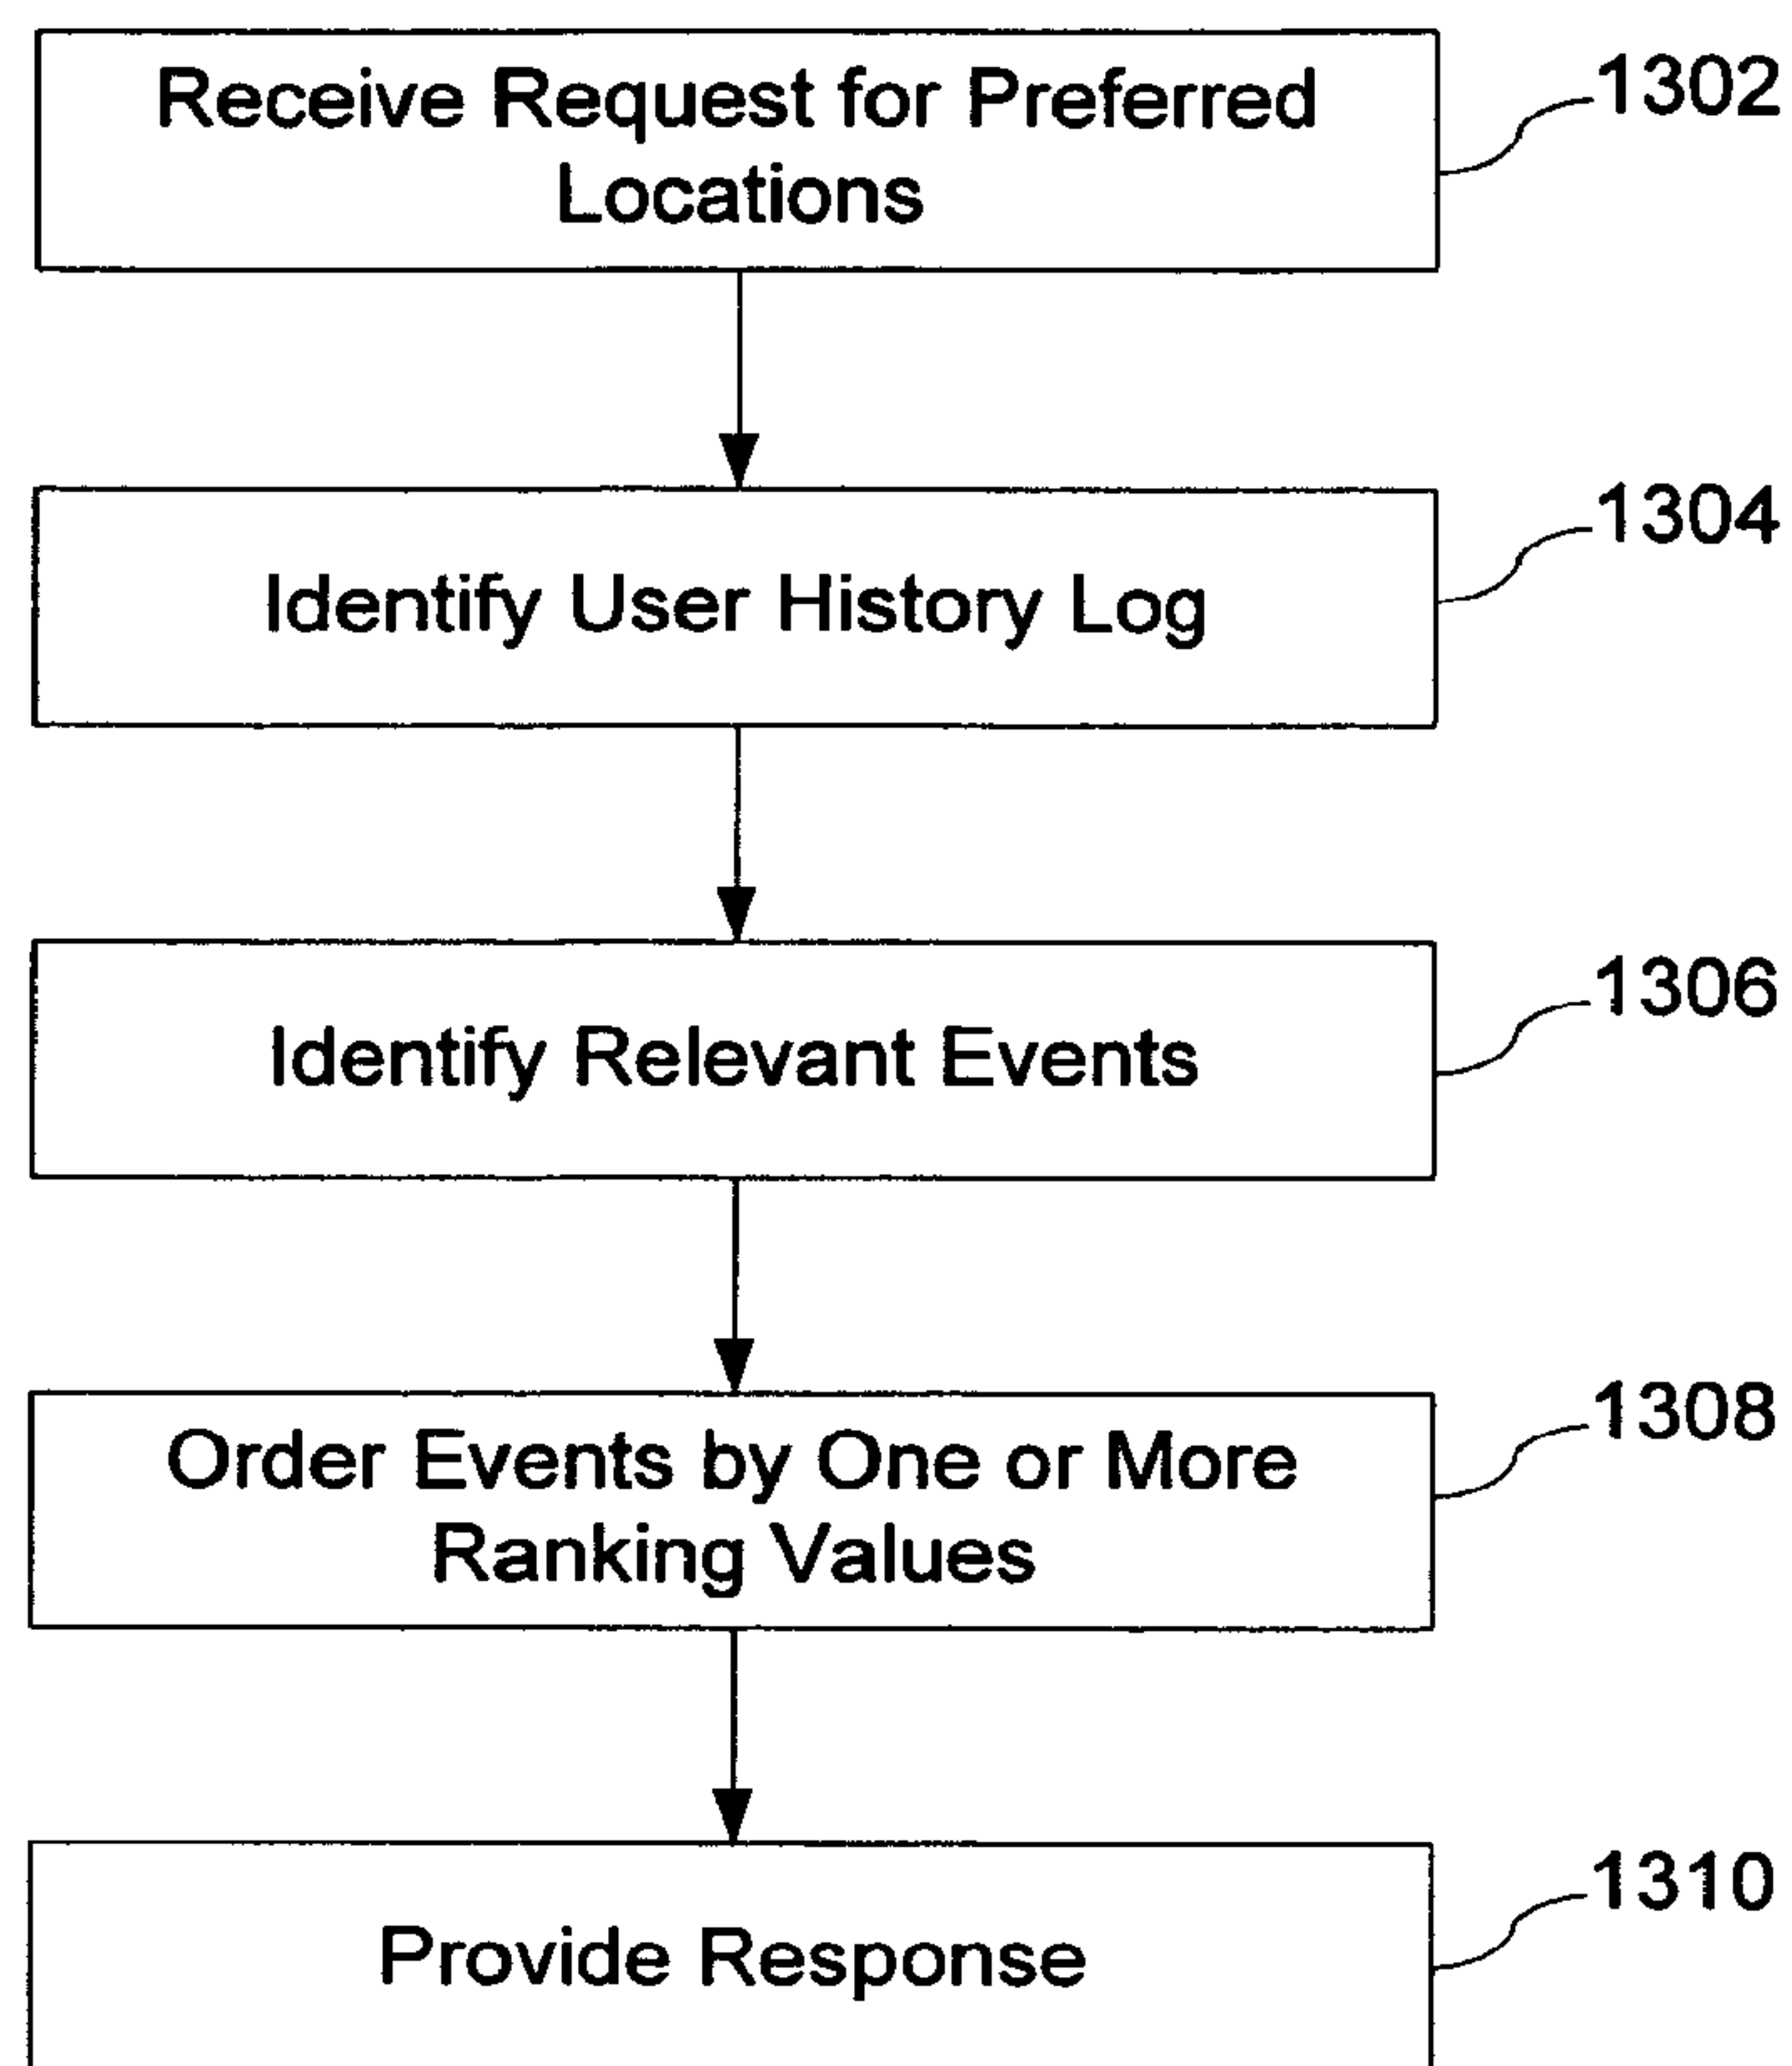 Receive Request for Preferred
Locations
1302
Identify User History Log
1304
Identify Relevant Events
1306
Order Events by One or More
Ranking Values
1308
Provide Response
1310